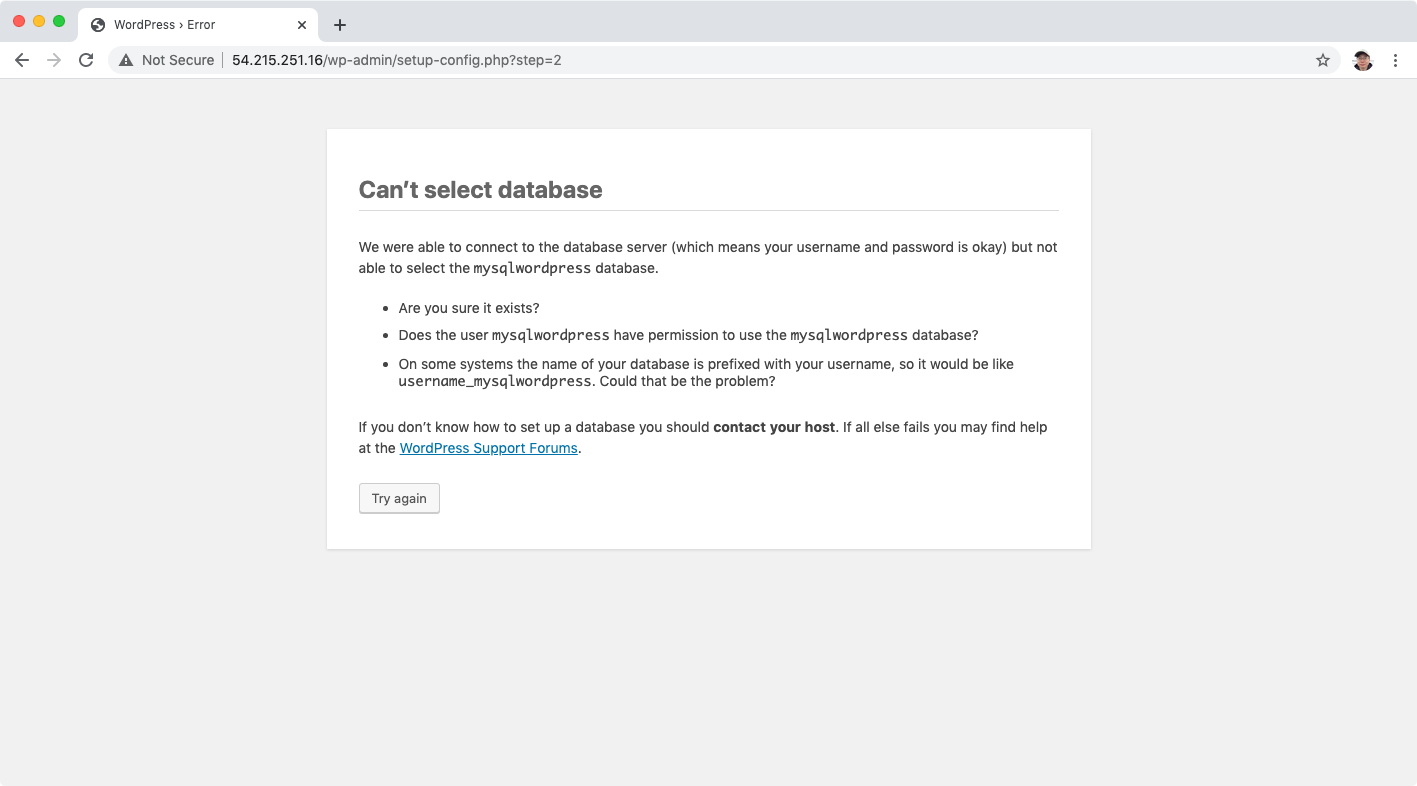 WordPress › Error
Not Secure
54.215.251.16/wp-admin/setup-config.php?step=2
Can’t select database
We were able to connect to the database server (which means your username and password is okay) but not
able to select the mysqlwordpress database.
• Are you sure it exists?
• Does the user mysqlwordpress have permission to use the mysqlwordpress database?
• On some systems the name of your database is prefixed with your username, so it would be like
username_mysqlwordpress. Could that be the problem?
If you don’t know how to set up a database you should contact your host. If all else fails you may find help
at the WordPress Support Forums.
Try again